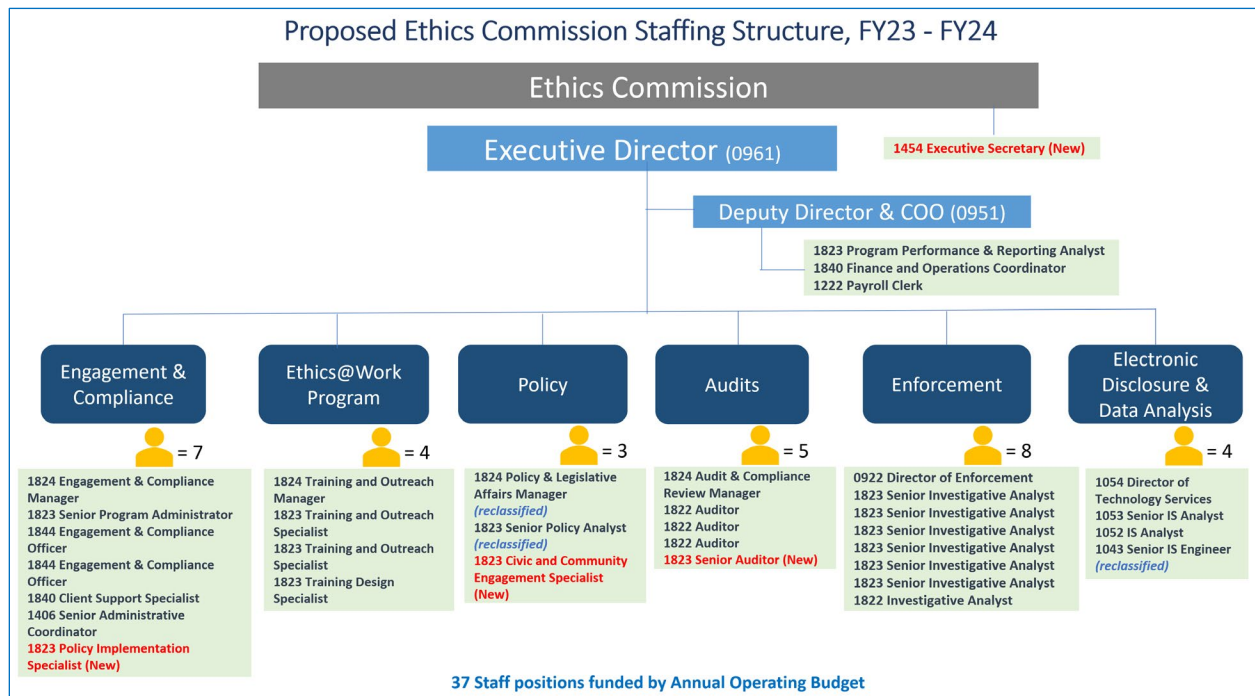 Proposed Ethics Commission Staffing Structure, FY23 - FY24
Ethics Commission
Executive Director (0961)
1454 Executive Secretary (New)
Deputy Director & COO (0951)
1823 Program Performance & Reporting Analyst
1840 Finance and Operations Coordinator
1222 Payroll Clerk
Engagement &
Compliance
= 7
1824 Engagement & Compliance
Manager
1823 Senior Program Administrator
1844 Engagement & Compliance
Officer
1844 Engagement & Compliance
Officer
1840 Client Support Specialist
1406 Senior Administrative
Coordinator
1823 Policy Implementation
Specialist (New)
Ethics@Work
Program
= 4
1824 Training and Outreach
Manager
1823 Training and Outreach
Specialist
1823 Training and Outreach
Specialist
1823 Training Design
Specialist
Policy
= 3
1824 Policy & Legislative
Affairs Manager
(reclassified)
1823 Senior Policy Analyst
(reclassified)
1823 Civic and Community
Engagement Specialist
(New)
Audits
= 5
1824 Audit & Compliance
Review Manager
1822 Auditor
1822 Auditor
1822 Auditor
1823 Senior Auditor (New)
Enforcement
= 8
0922 Director of Enforcement
1823 Senior Investigative Analyst
1823 Senior Investigative Analyst
1823 Senior Investigative Analyst
1823 Senior Investigative Analyst
1823 Senior Investigative Analyst
1823 Senior Investigative Analyst
1822 Investigative Analyst
Electronic
Disclosure &
Data Analysis
= 4
1054 Director of
Technology Services
1053 Senior IS Analyst
1052 IS Analyst
1043 Senior IS Engineer
(reclassified)
37 Staff positions funded by Annual Operating Budget